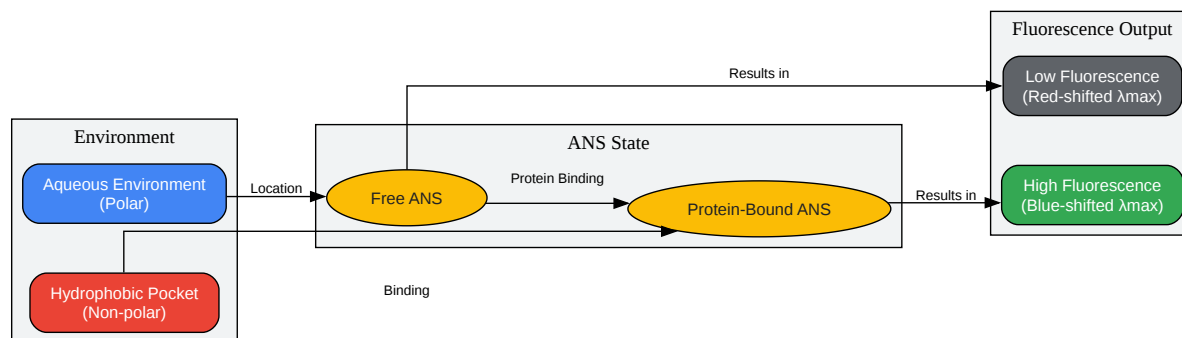 Fluorescence Output
Low Fluorescence
(Red-shifted λmax)
Results in
Environment
ANS State
Aqueous Environment
(Polar)
Location
Free ANS
Protein Binding
Protein-Bound ANS
Results in
High Fluorescence
(Blue-shifted λmax)
Hydrophobic Pocket
(Non-polar)
Binding